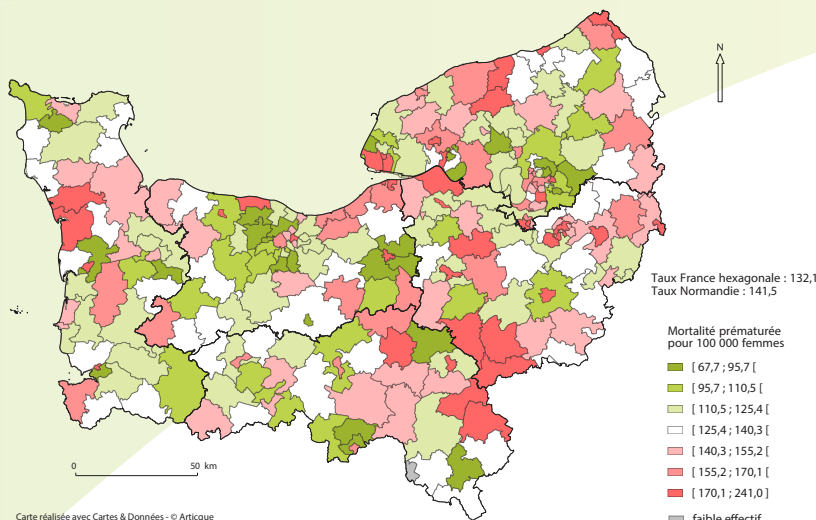 N
Taux France hexagonale : 132,1
Taux Normandie : 141,5
Mortalité prématurée
pour 100 000 femmes
[ 67,7 ; 95,7 [
[ 95,7 ; 110,5 [
[ 110,5 ; 125,4 [
[ 125,4 ; 140,3 [
[ 140,3 ; 155,2 [
[ 155,2 ; 170,1 [
[ 170,1 ; 241,0 ]
faible effectif
0 50 km
Carte réalisée avec Cartes & Données - © Articque